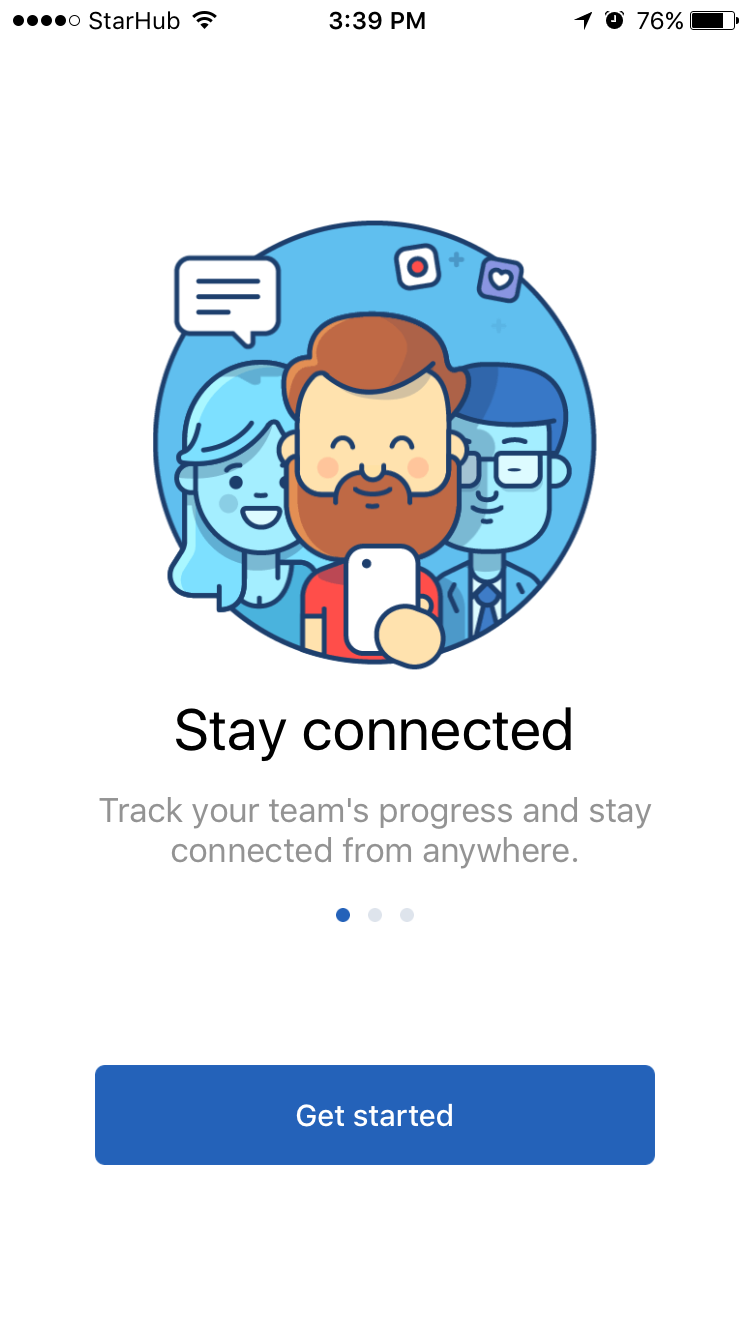 StarHub 3:39 PM 76%
Stay connected
Track your team's progress and stay
connected from anywhere.
Get started